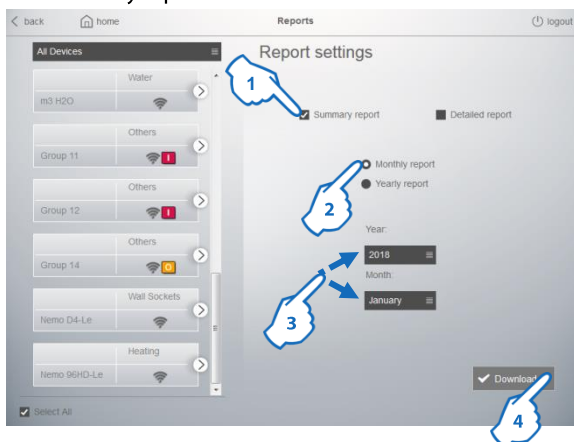 back
home
Reports
logout
All Devices
Report settings
Water
m3 H2O
1
Summary report
Detailed report
Others
Group 11
I
Monthly report
Yearly report
2
Others
Group 12
I
Year:
2018
Month:
January
3
Others
Group 14
O
Wall Sockets
Nemo D4-Le
Heating
Nemo 96HD-Le
Download
4
Select All